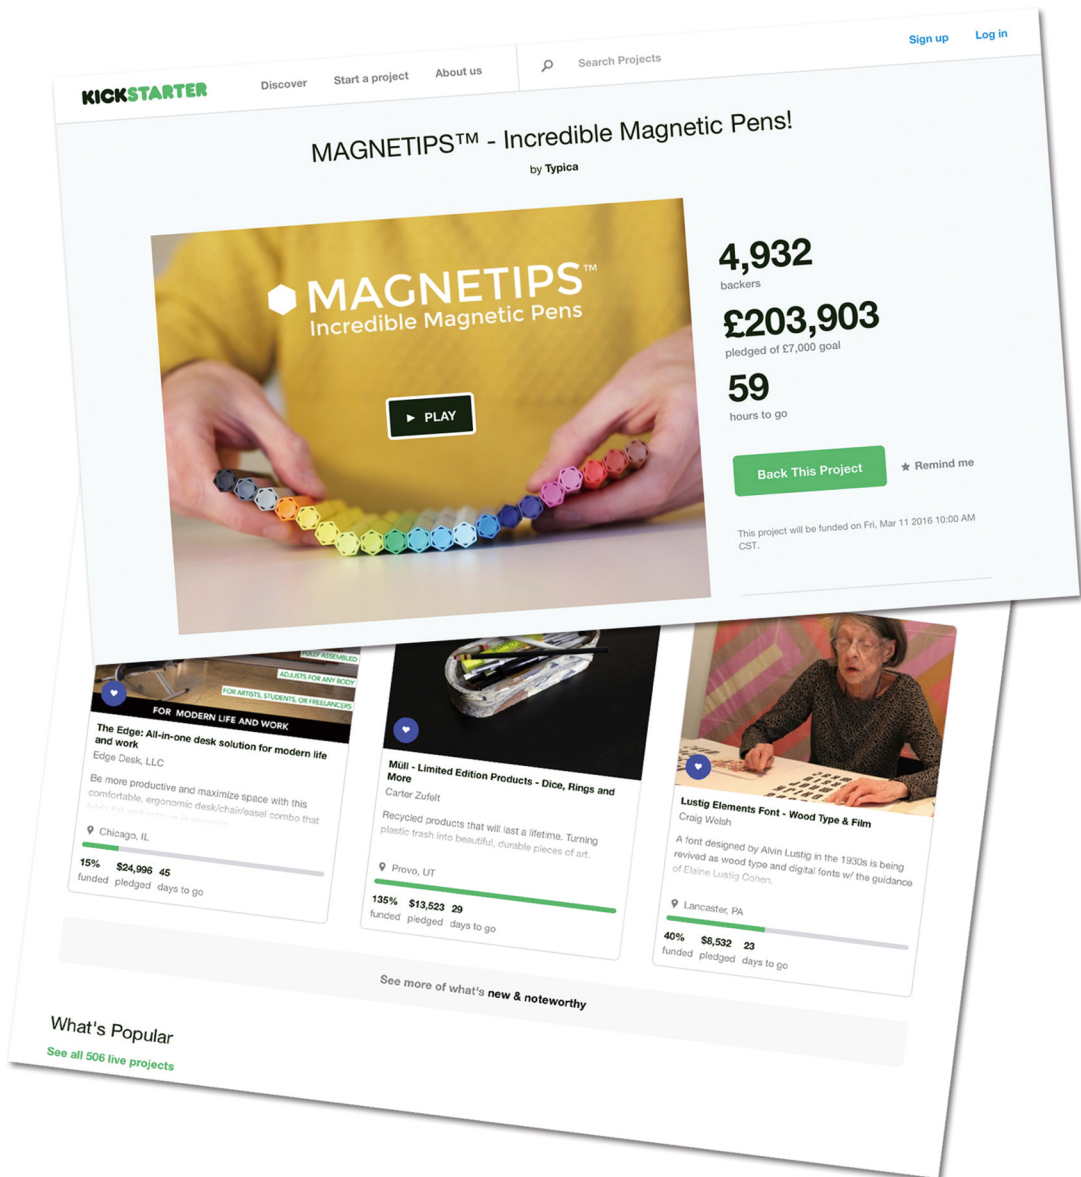 KICKSTARTER
Discover
Start a project
About us
Search Projects
Sign up
Log in
MAGNETIPS™ - Incredible Magnetic Pens!
by Typica
MAGNETIPS™
Incredible Magnetic Pens
PLAY
4,932
backers
£203,903
pledged of £7,000 goal
59
hours to go
Back This Project
Remind me
This project will be funded on Fri, Mar 11 2016 10:00 AM
CST.
FULLY ASSEMBLED
ADJUSTS FOR ANY BODY
FOR ARTISTS, STUDENTS, OR FREELANCERS
FOR MODERN LIFE AND WORK
The Edge: All-in-one desk solution for modern life
and work
Edge Desk, LLC
Be more productive and maximize space with this
comfortable, ergonomic desk/chair/easel combo that
Chicago, IL
15% $24,996 45
funded pledged days to go
Müll - Limited Edition Products - Dice, Rings and
More
Carter Zufelt
Recycled products that will last a lifetime. Turning
plastic trash into beautiful, durable pieces of art.
Provo, UT
135% $13,523 29
funded pledged days to go
Lustig Elements Font - Wood Type & Film
Craig Welsh
A font designed by Alvin Lustig in the 1930s is being
revived as wood type and digital fonts w/ the guidance
of Elaine Lustig Cohen.
Lancaster, PA
40% $8,532 23
funded pledged days to go
See more of what's new & noteworthy
What's Popular
See all 506 live projects